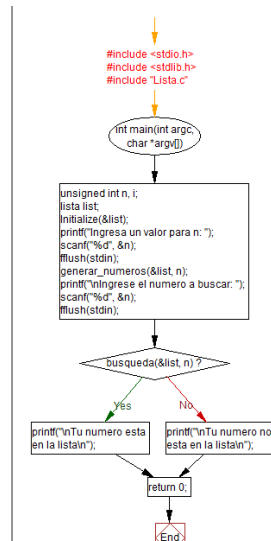 #include <stdio.h>
#include <stdlib.h>
#include "Lista.c"
int main(int argc,
char *argv[])
unsigned int n, i;
lista list;
Initialize(&list);
printf("Ingresa un valor para n: ");
scanf("%d", &n);
fflush(stdin);
generar_numeros(&list, n);
printf("\nIngrese el numero a buscar: ");
scanf("%d", &n);
fflush(stdin);
busqueda(&list, n) ?
Yes
No
printf("\nTu numero esta
en la lista\n");
printf("\nTu numero no
esta en la lista\n");
return 0;
End